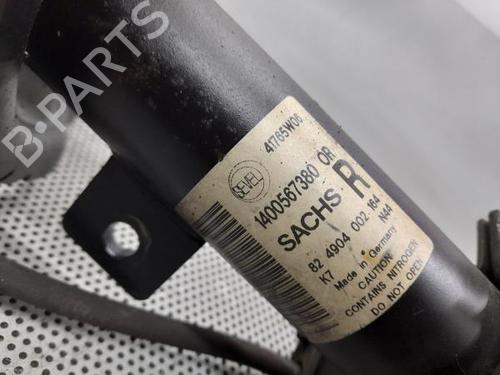 B-Parts
41765W06
SEVEL
1400567380 OR
SACHS R
82 4904 002 164
K7 N44
Made in Germany
CAUTION
CONTAINS NITROGEN
DO NOT OPEN